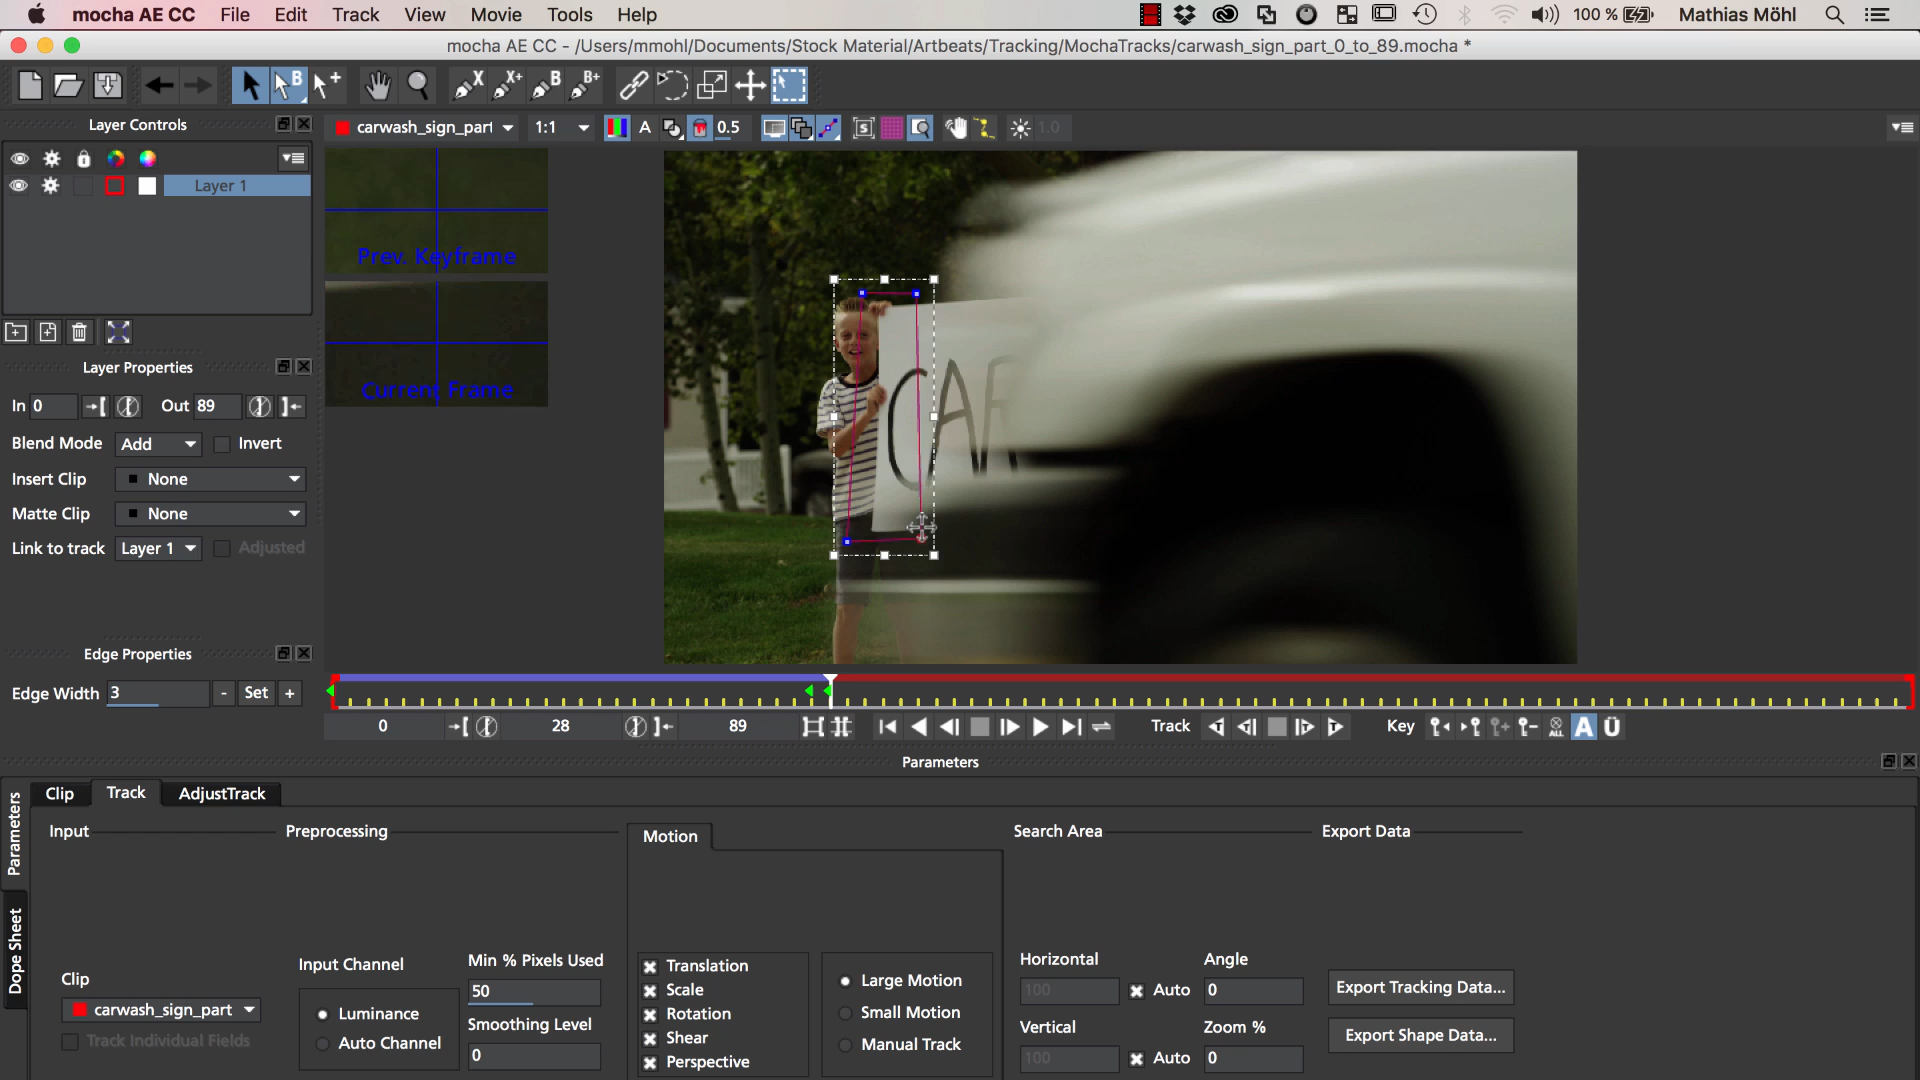 mocha AE CC File Edit Track View Movie Tools Help 100 % Mathias Möhl
mocha AE CC - /Users/mmohl/Documents/Stock Material/Artbeats/Tracking/MochaTracks/carwash_sign_part_0_to_89.mocha *
X X+ B B+
Layer Controls
carwash_sign_part 1:1 A 0.5 1.0
Layer 1
Prev. Keyframe
Current Frame
CAR
Layer Properties
In 0 Out 89
Blend Mode Add Invert
Insert Clip None
Matte Clip None
Link to track Layer 1 Adjusted
Edge Properties
Edge Width 3 - Set +
0 28 89 Track Key ALL A Ü
Parameters
Clip Track AdjustTrack
Parameters
Dope Sheet
Input
Clip
carwash_sign_part
Track Individual Fields
Preprocessing
Input Channel
Luminance
Auto Channel
Min % Pixels Used
50
Smoothing Level
0
Motion
Translation
Scale
Rotation
Shear
Perspective
Large Motion
Small Motion
Manual Track
Search Area
Horizontal Angle
100 Auto 0
Vertical Zoom %
100 Auto 0
Export Data
Export Tracking Data...
Export Shape Data...